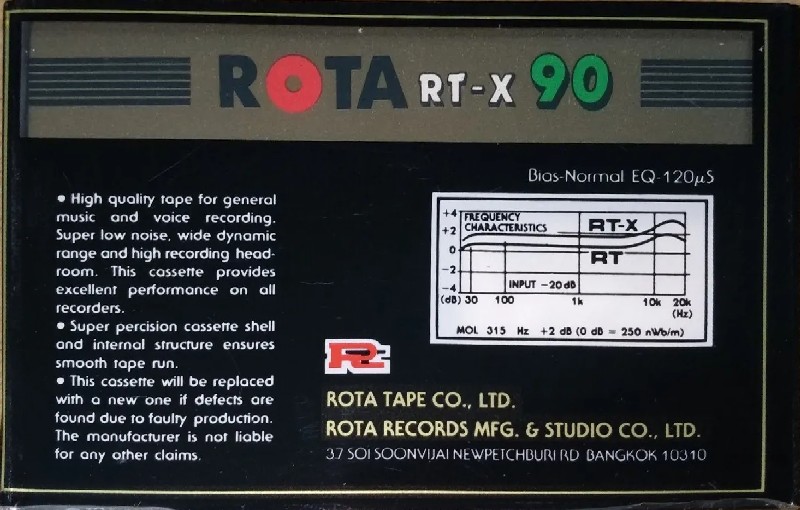 ROTA RT-X 90
Bias-Normal EQ-120µS
• High quality tape for general
music and voice recording.
Super low noise, wide dynamic
range and high recording head-
room. This cassette provides
excellent performance on all
recorders.
• Super percision cassette shell
and internal structure ensures
smooth tape run.
• This cassette will be replaced
with a new one if defects are
found due to faulty production.
The manufacturer is not liable
for any other claims.
FREQUENCY
CHARACTERISTICS
RT-X
RT
INPUT -20 dB
+4
+2
0
-2
-4
(dB) 30 100 1k 10k 20k
(Hz)
MOL 315 Hz +2 dB (0 dB = 250 nWb/m)
R
ROTA TAPE CO., LTD.
ROTA RECORDS MFG. & STUDIO CO., LTD.
37 SOI SOONVIJAI NEWPETCHBURI RD BANGKOK 10310